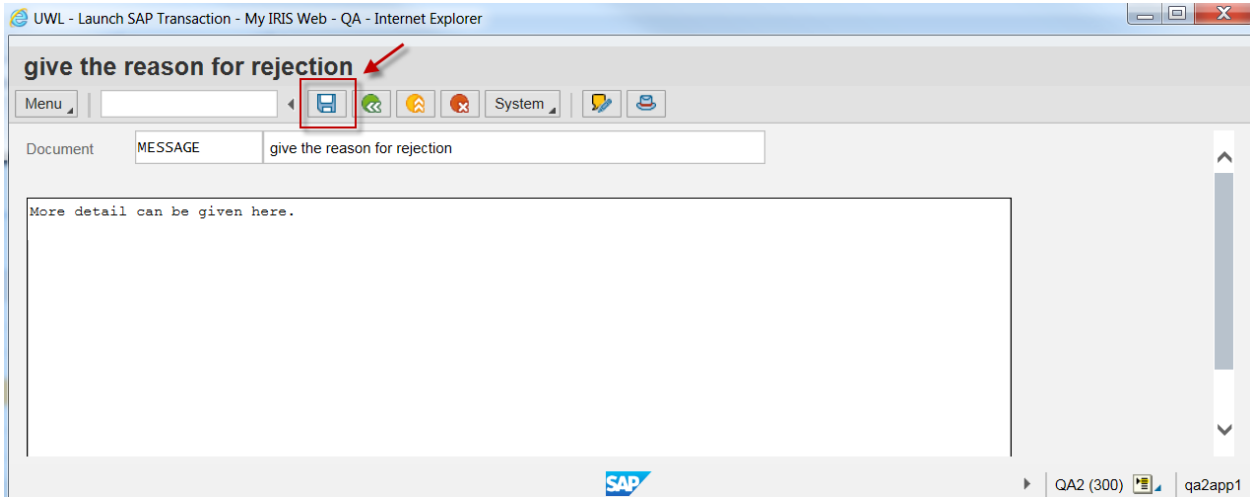 UWL - Launch SAP Transaction - My IRIS Web - QA - Internet Explorer
give the reason for rejection
Menu System
Document MESSAGE give the reason for rejection
More detail can be given here.
SAP QA2 (300) qa2app1